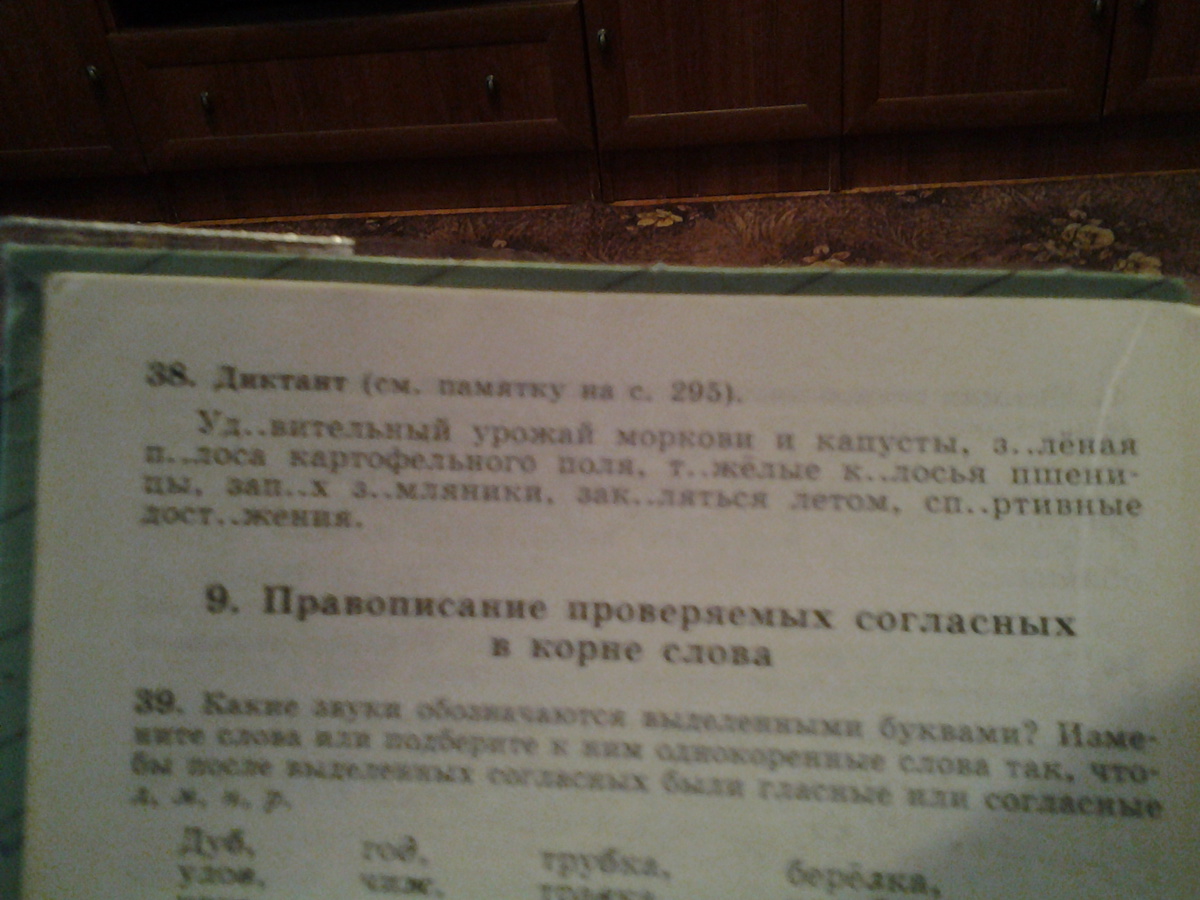 38. Диктант (см. памятку на с. 295).
Уд..вительный урожай моркови и капусты, з..лёная
п..лоса картофельного поля, т..жёлые к..лосья пшени-
цы, зап..х з..мляники, зак..ляться летом, сп..ртивные
дост..жения.
9. Правописание проверяемых согласных
в корне слова
39. Какие звуки обозначаются выделенными буквами? Изме-
ните слова или подберите к ним однокоренные слова так, что-
бы после выделенных согласных были гласные или согласные
л, м, н, р.
Дуб, год, трубка, берёзка,
улов, чиж,